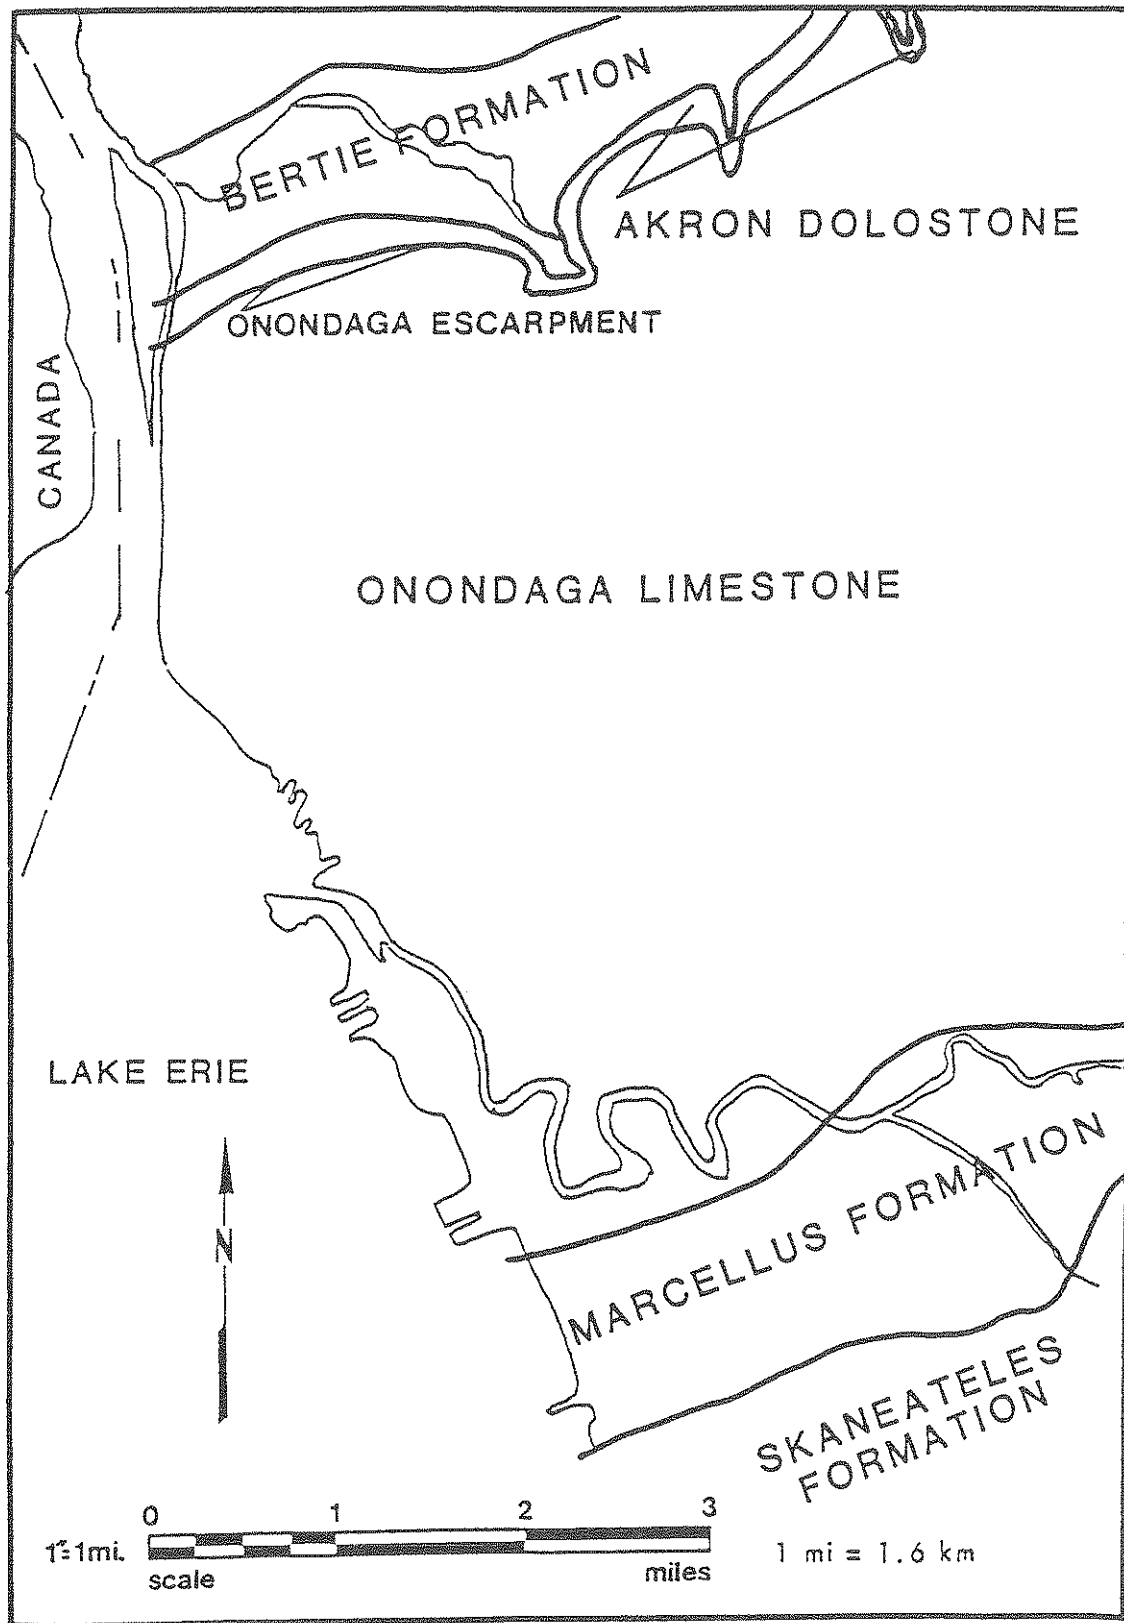 BERTIE FORMATION
AKRON DOLOSTONE
ONONDAGA ESCARPMENT
CANADA
ONONDAGA LIMESTONE
LAKE ERIE
N
MARCELLUS FORMATION
SKANEATELES
FORMATION
0 1 2 3
1"=1mi.
scale
miles
1 mi = 1.6 km